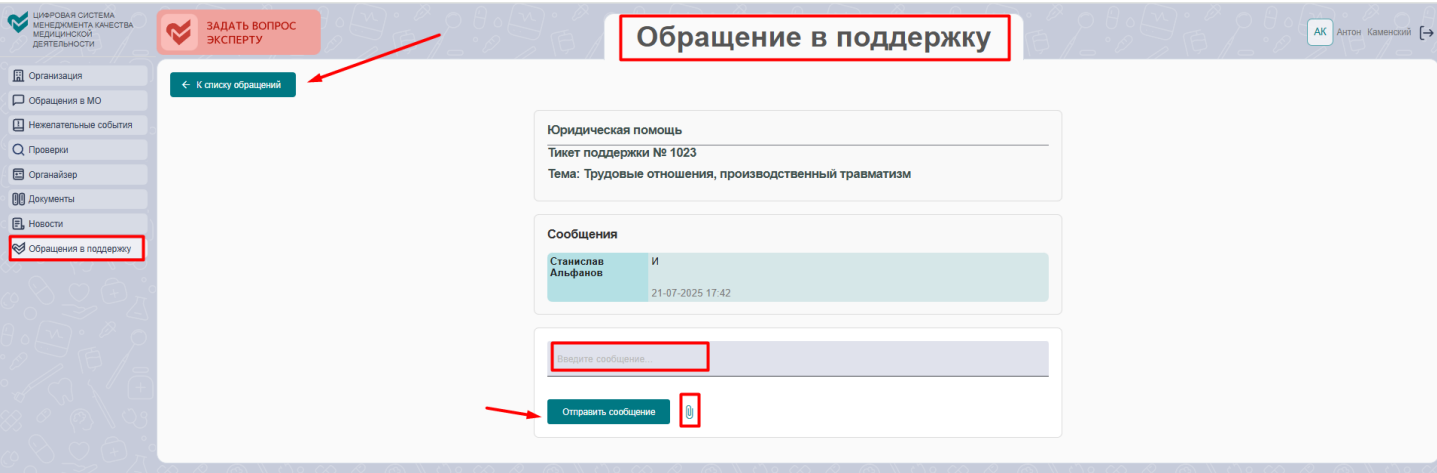 ЦИФРОВАЯ СИСТЕМА
МЕНЕДЖМЕНТА КАЧЕСТВА
МЕДИЦИНСКОЙ
ДЕЯТЕЛЬНОСТИ
ЗАДАТЬ ВОПРОС
ЭКСПЕРТУ
Обращение в поддержку
АК Антон Каменский
Организация
Обращения в МО
Нежелательные события
Проверки
Органайзер
Документы
Новости
Обращения в поддержку
← К списку обращений
Юридическая помощь
Тикет поддержки № 1023
Тема: Трудовые отношения, производственный травматизм
Сообщения
Станислав
Альфанов
И
21-07-2025 17:42
Введите сообщение...
Отправить сообщение